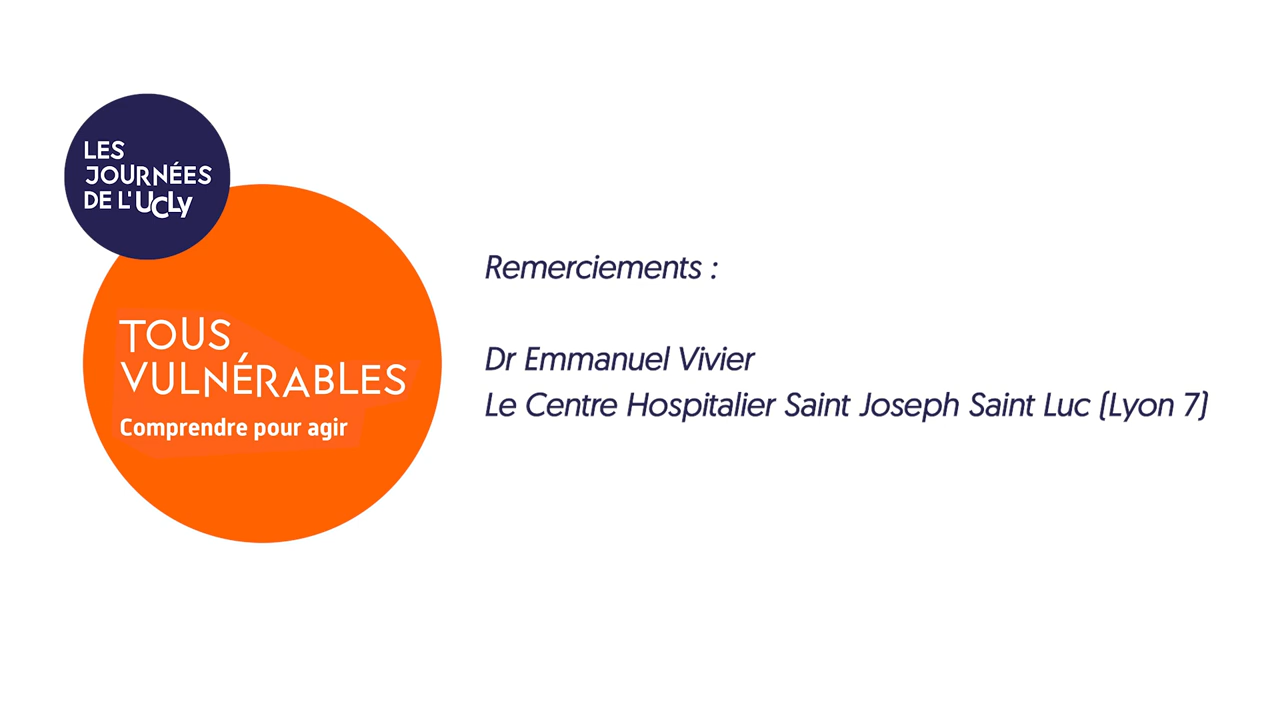 LES
JOURNÉES
DE L'UCLy
TOUS
VULNÉRABLES
Comprendre pour agir
Remerciements :
Dr Emmanuel Vivier
Le Centre Hospitalier Saint Joseph Saint Luc (Lyon 7)